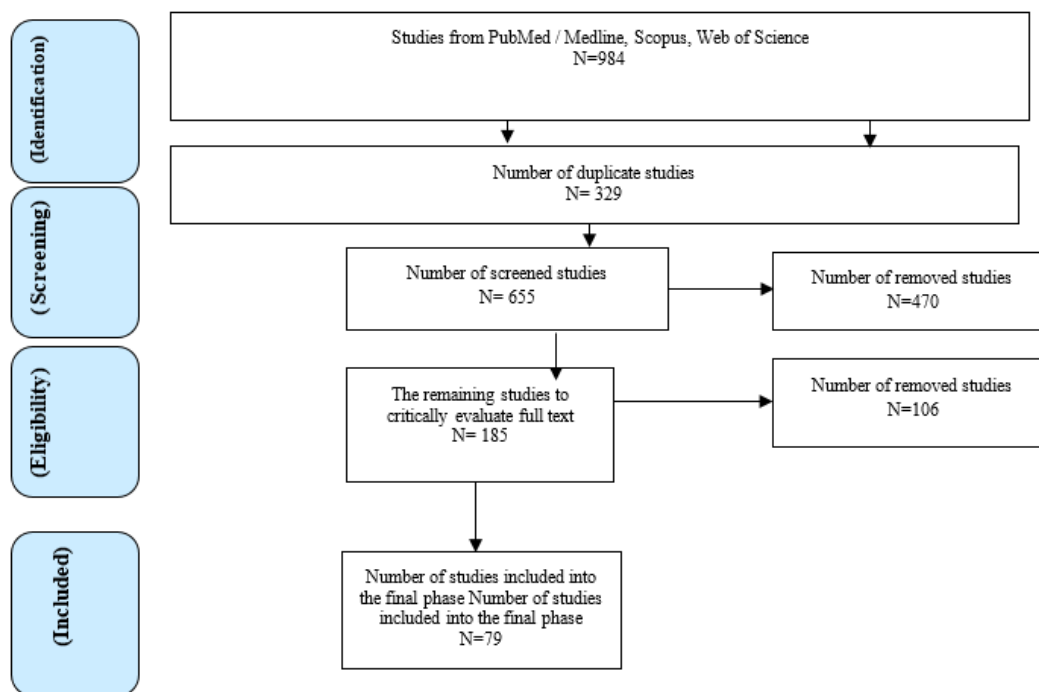 (Identification)
Studies from PubMed / Medline, Scopus, Web of Science
N=984
Number of duplicate studies
N= 329
( Screening)
Number of screened studies
N= 655
Number of removed studies
N=470
(Eligibility)
The remaining studies to
critically evaluate full text
N= 185
Number of removed studies
N=106
(Included)
Number of studies included into
the final phase Number of studies
included into the final phase
N=79